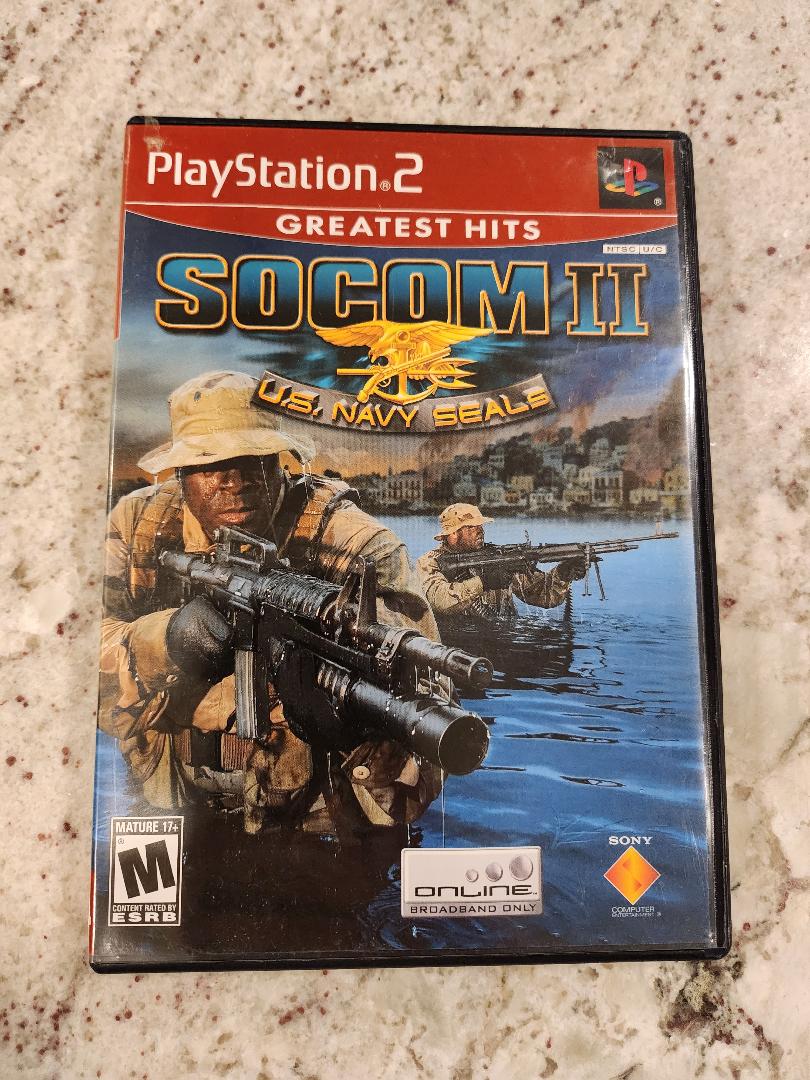 PlayStation®2
®
GREATEST HITS
NTSC U/C
SOCOM II
U.S. NAVY SEALS
MATURE 17+
®
M
CONTENT RATED BY
ESRB
ONLINE™
BROADBAND ONLY
SONY
COMPUTER
ENTERTAINMENT ®